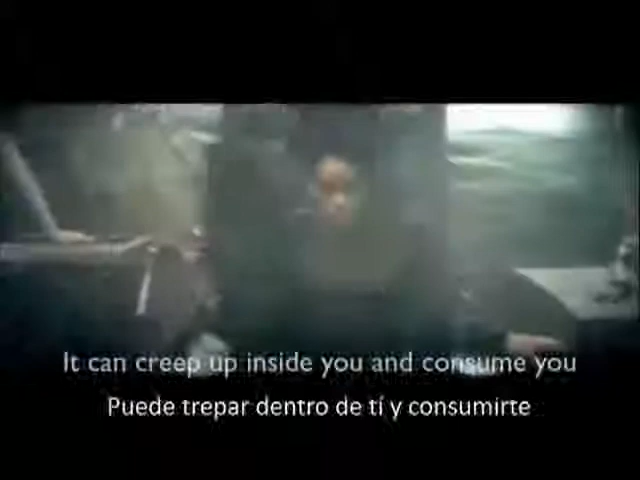 It can creep up inside you and consume you
Puede trepar dentro de tí y consumirte